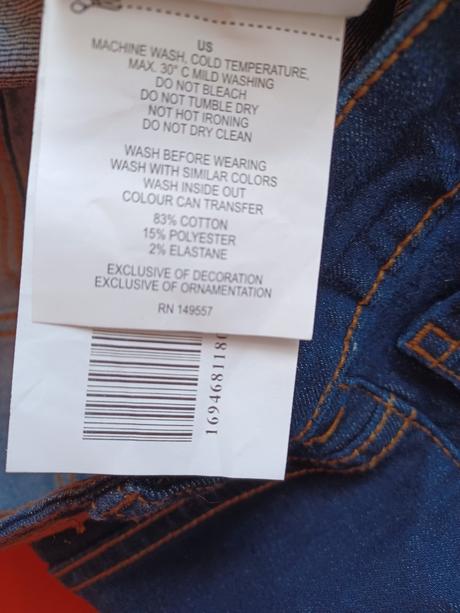 US
MACHINE WASH, COLD TEMPERATURE,
MAX. 30° C MILD WASHING
DO NOT BLEACH
DO NOT TUMBLE DRY
NOT HOT IRONING
DO NOT DRY CLEAN
WASH BEFORE WEARING
WASH WITH SIMILAR COLORS
WASH INSIDE OUT
COLOUR CAN TRANSFER
83% COTTON
15% POLYESTER
2% ELASTANE
EXCLUSIVE OF DECORATION
EXCLUSIVE OF ORNAMENTATION
RN 149557
169468118